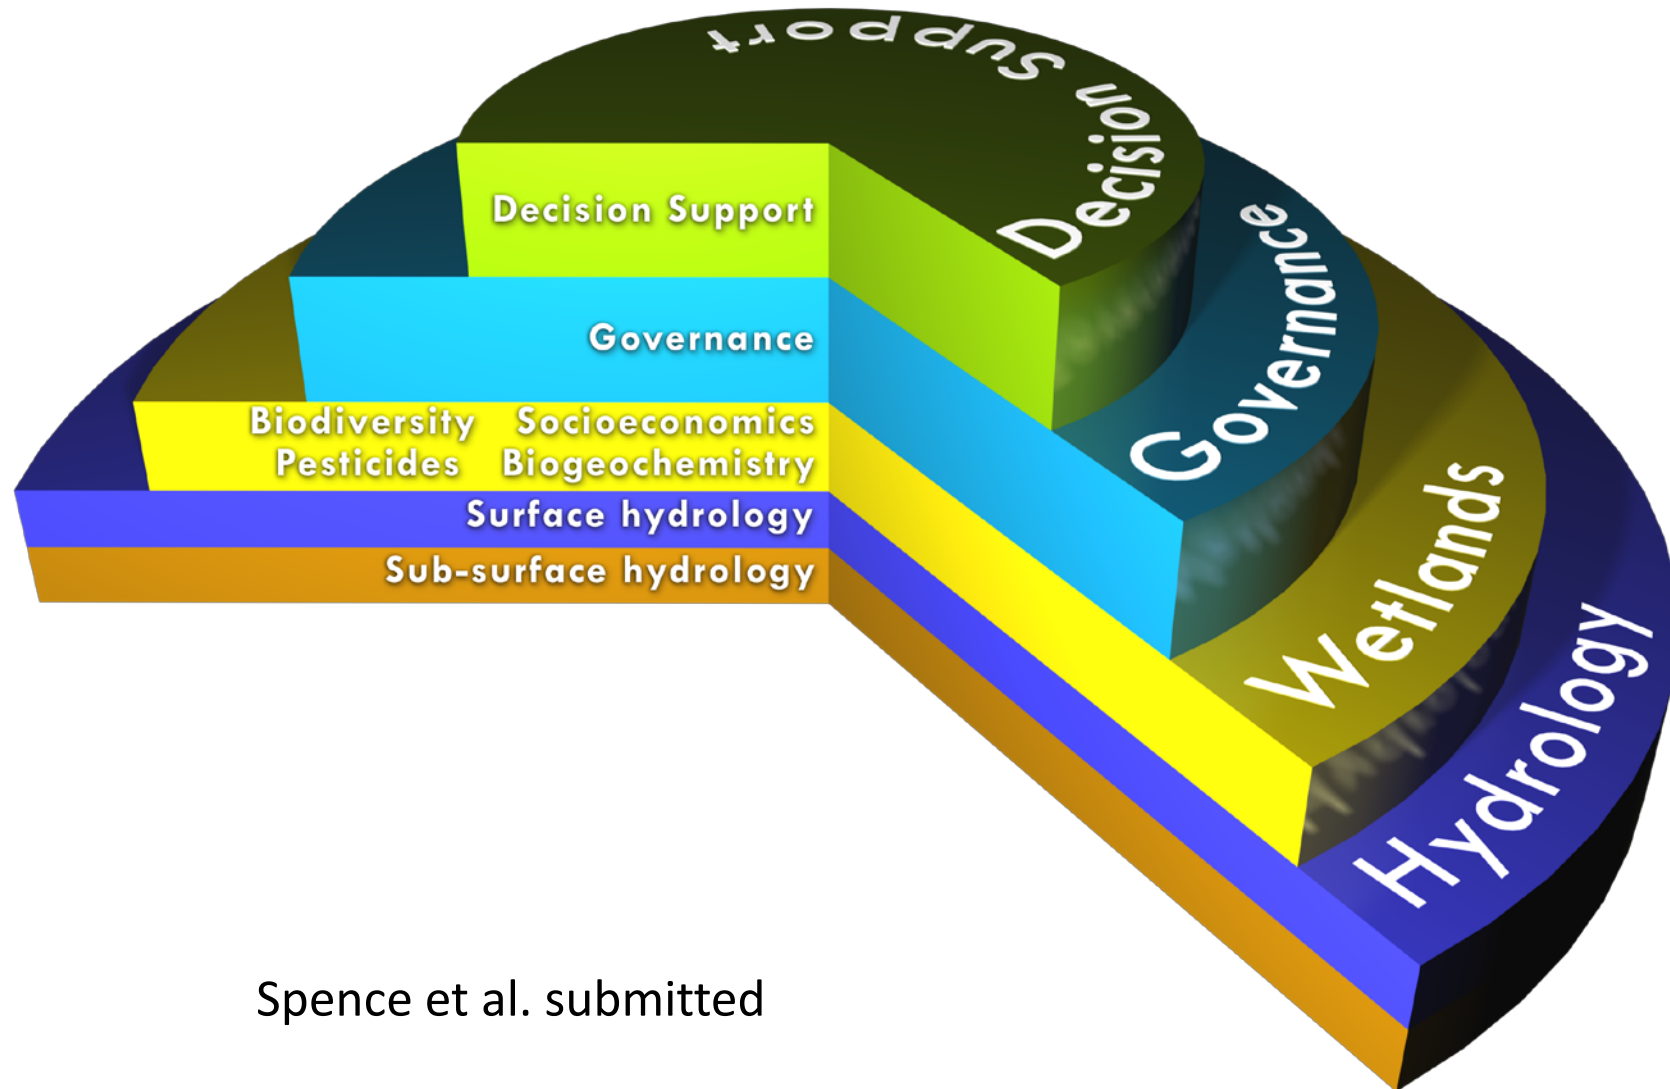 Decision Support
Decision Support
Governance
Governance
Biodiversity Socioeconomics
Pesticides Biogeochemistry
Wetlands
Surface hydrology
Sub-surface hydrology
Hydrology
Spence et al. submitted